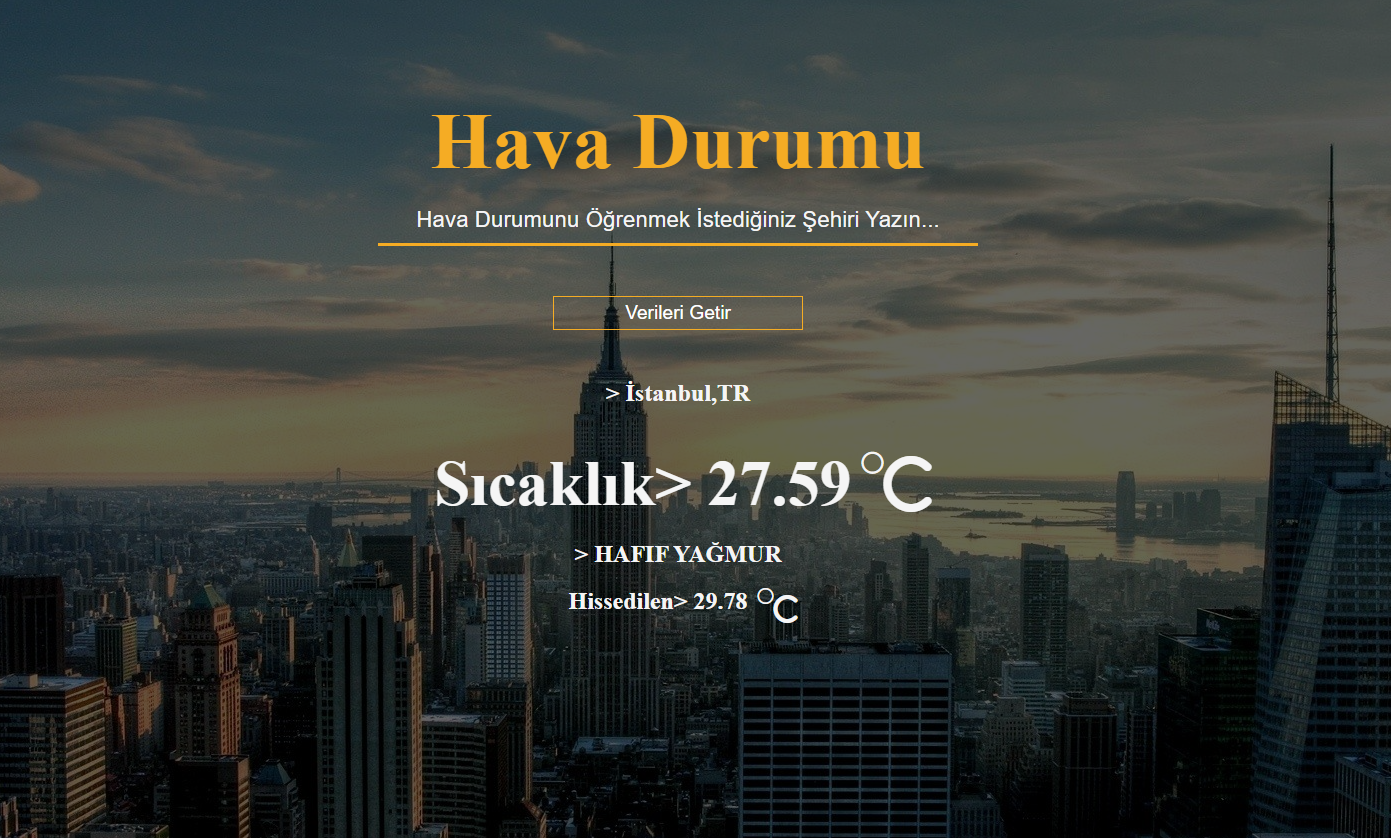 Hava Durumu
Hava Durumunu Öğrenmek İstediğiniz Şehiri Yazın...
Verileri Getir
> İstanbul,TR
Sıcaklık> 27.59 °C
> HAFIF YAĞMUR
Hissedilen> 29.78 °C